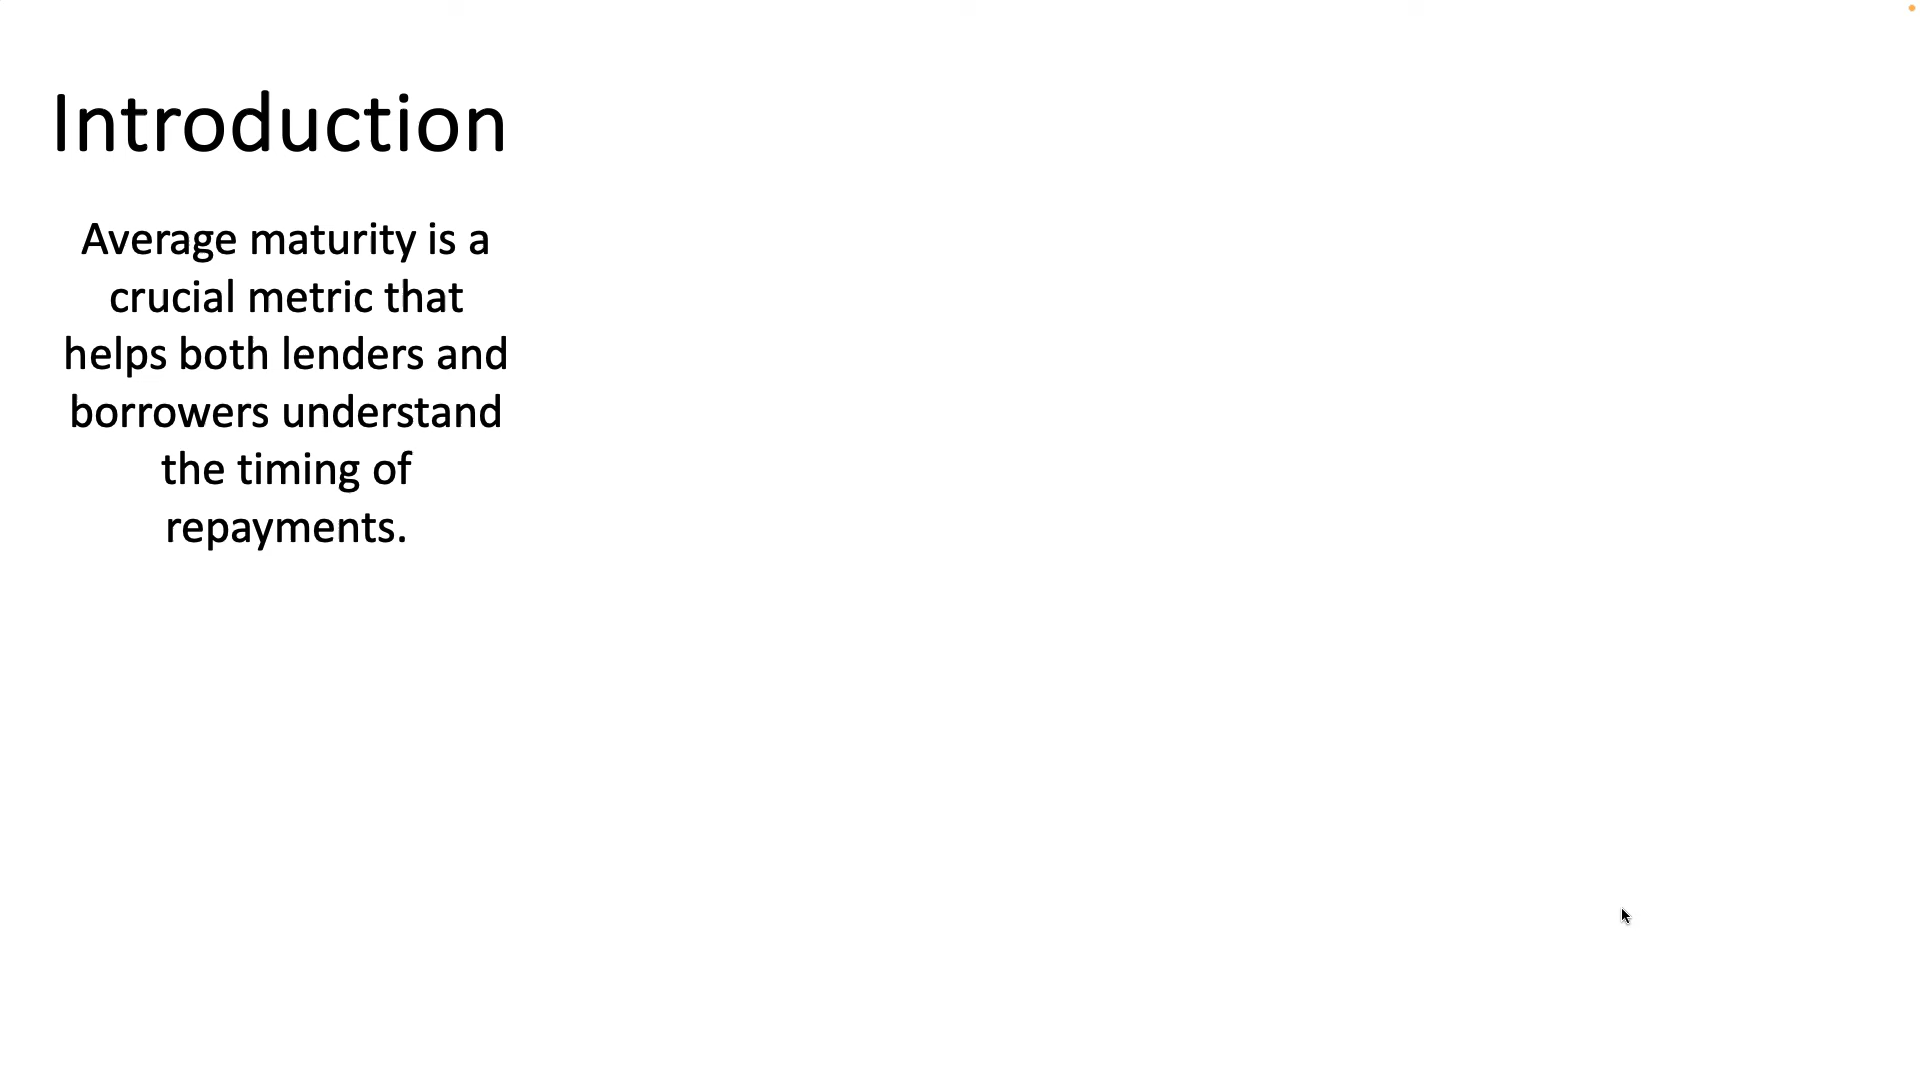 Introduction
Average maturity is a
crucial metric that
helps both lenders and
borrowers understand
the timing of
repayments.